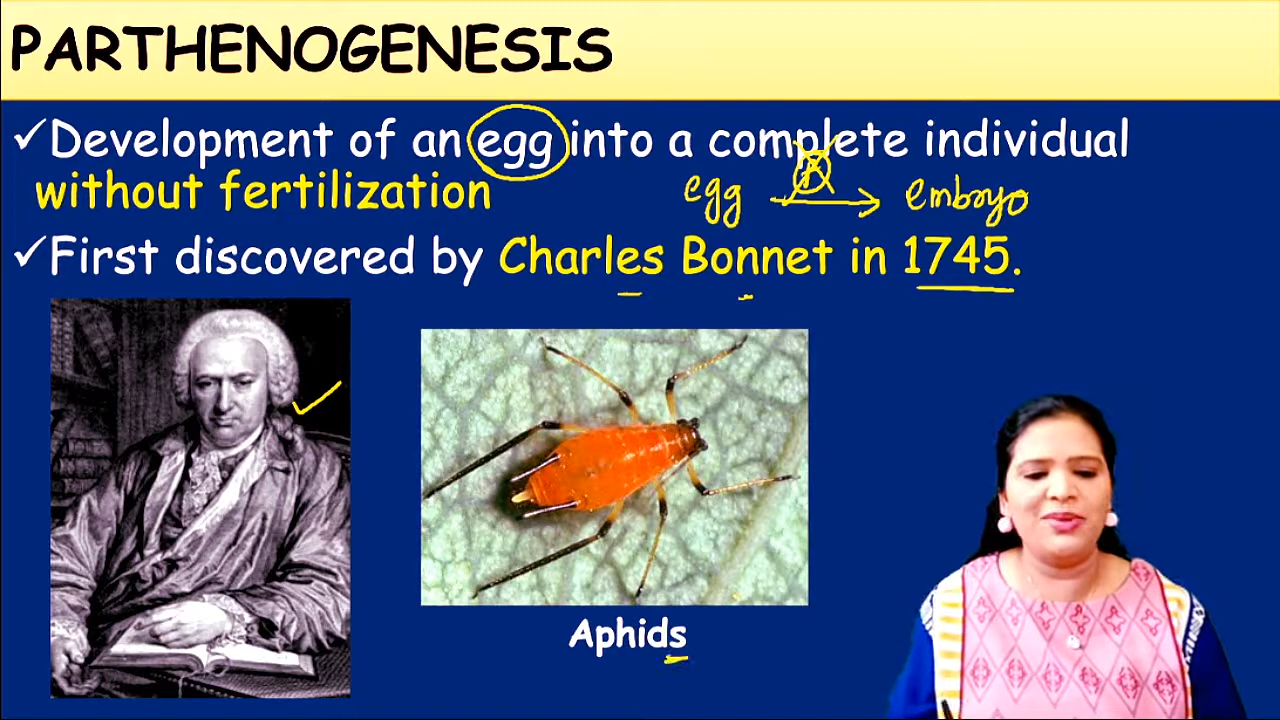 PARTHENOGENESIS
✓Development of an egg into a complete individual
without fertilization
egg → embryo
✓First discovered by Charles Bonnet in 1745.
Aphids